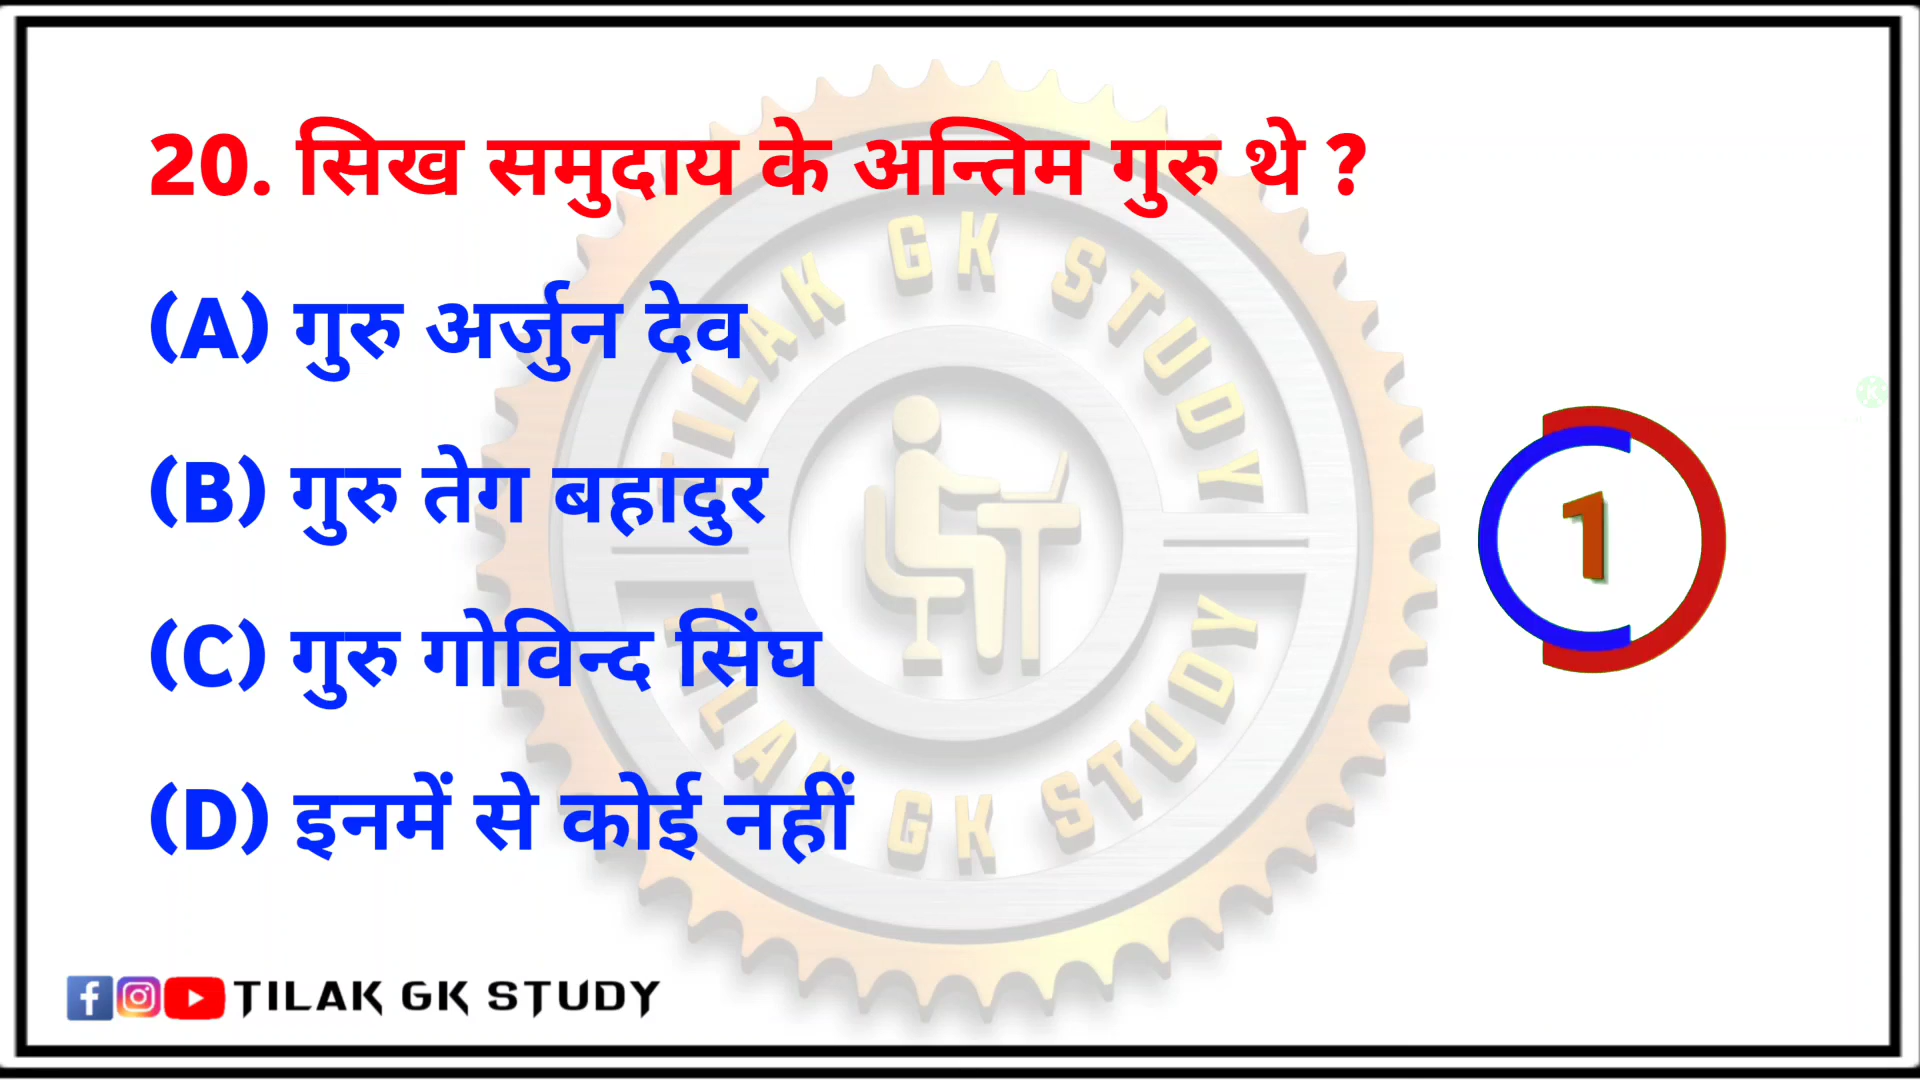 20. सिख समुदाय के अन्तिम गुरु थे ?
(A) गुरु अर्जुन देव
(B) गुरु तेग बहादुर
(C) गुरु गोविन्द सिंघ
(D) इनमें से कोई नहीं
1
TILAK GK STUDY
TILAK GK STUDY
TILAK GK STUDY